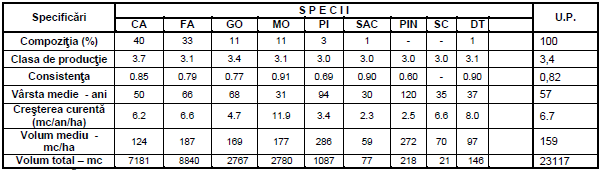 Specificări S P E C I I U.P.
CA FA GO MO PI SAC PIN SC DT
Compoziţia (%) 40 33 11 11 3 1 - - 1 100
Clasa de producţie 3.7 3.1 3.4 3.1 3.0 3.0 3.0 3.0 3.1 3,4
Consistenţa 0.85 0.79 0.77 0.91 0.69 0.90 0.60 - 0.90 0,82
Vârsta medie - ani 50 66 68 31 94 30 120 35 37 57
Creşterea curentă
(mc/an/ha) 6.2 6.6 4.7 11.9 3.4 2.3 2.5 6.6 8.0 6.7
Volum mediu -
mc/ha 124 187 169 177 286 59 272 70 97 159
Volum total – mc 7181 8840 2767 2780 1087 77 218 21 146 23117